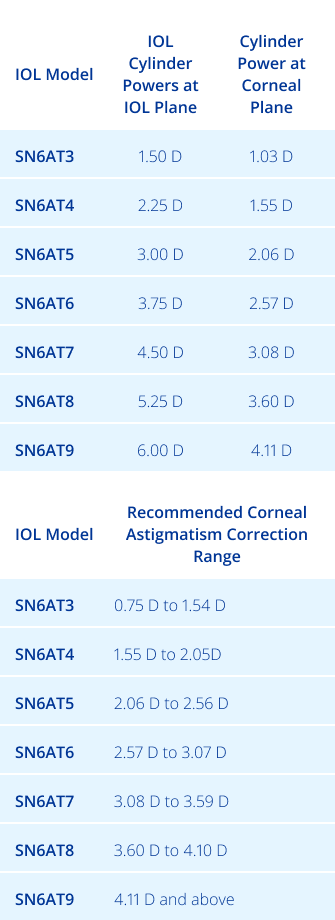 IOL Model IOL Cylinder Powers at IOL Plane Cylinder Power at Corneal Plane
SN6AT3 1.50 D 1.03 D
SN6AT4 2.25 D 1.55 D
SN6AT5 3.00 D 2.06 D
SN6AT6 3.75 D 2.57 D
SN6AT7 4.50 D 3.08 D
SN6AT8 5.25 D 3.60 D
SN6AT9 6.00 D 4.11 D
IOL Model Recommended Corneal Astigmatism Correction Range
SN6AT3 0.75 D to 1.54 D
SN6AT4 1.55 D to 2.05D
SN6AT5 2.06 D to 2.56 D
SN6AT6 2.57 D to 3.07 D
SN6AT7 3.08 D to 3.59 D
SN6AT8 3.60 D to 4.10 D
SN6AT9 4.11 D and above